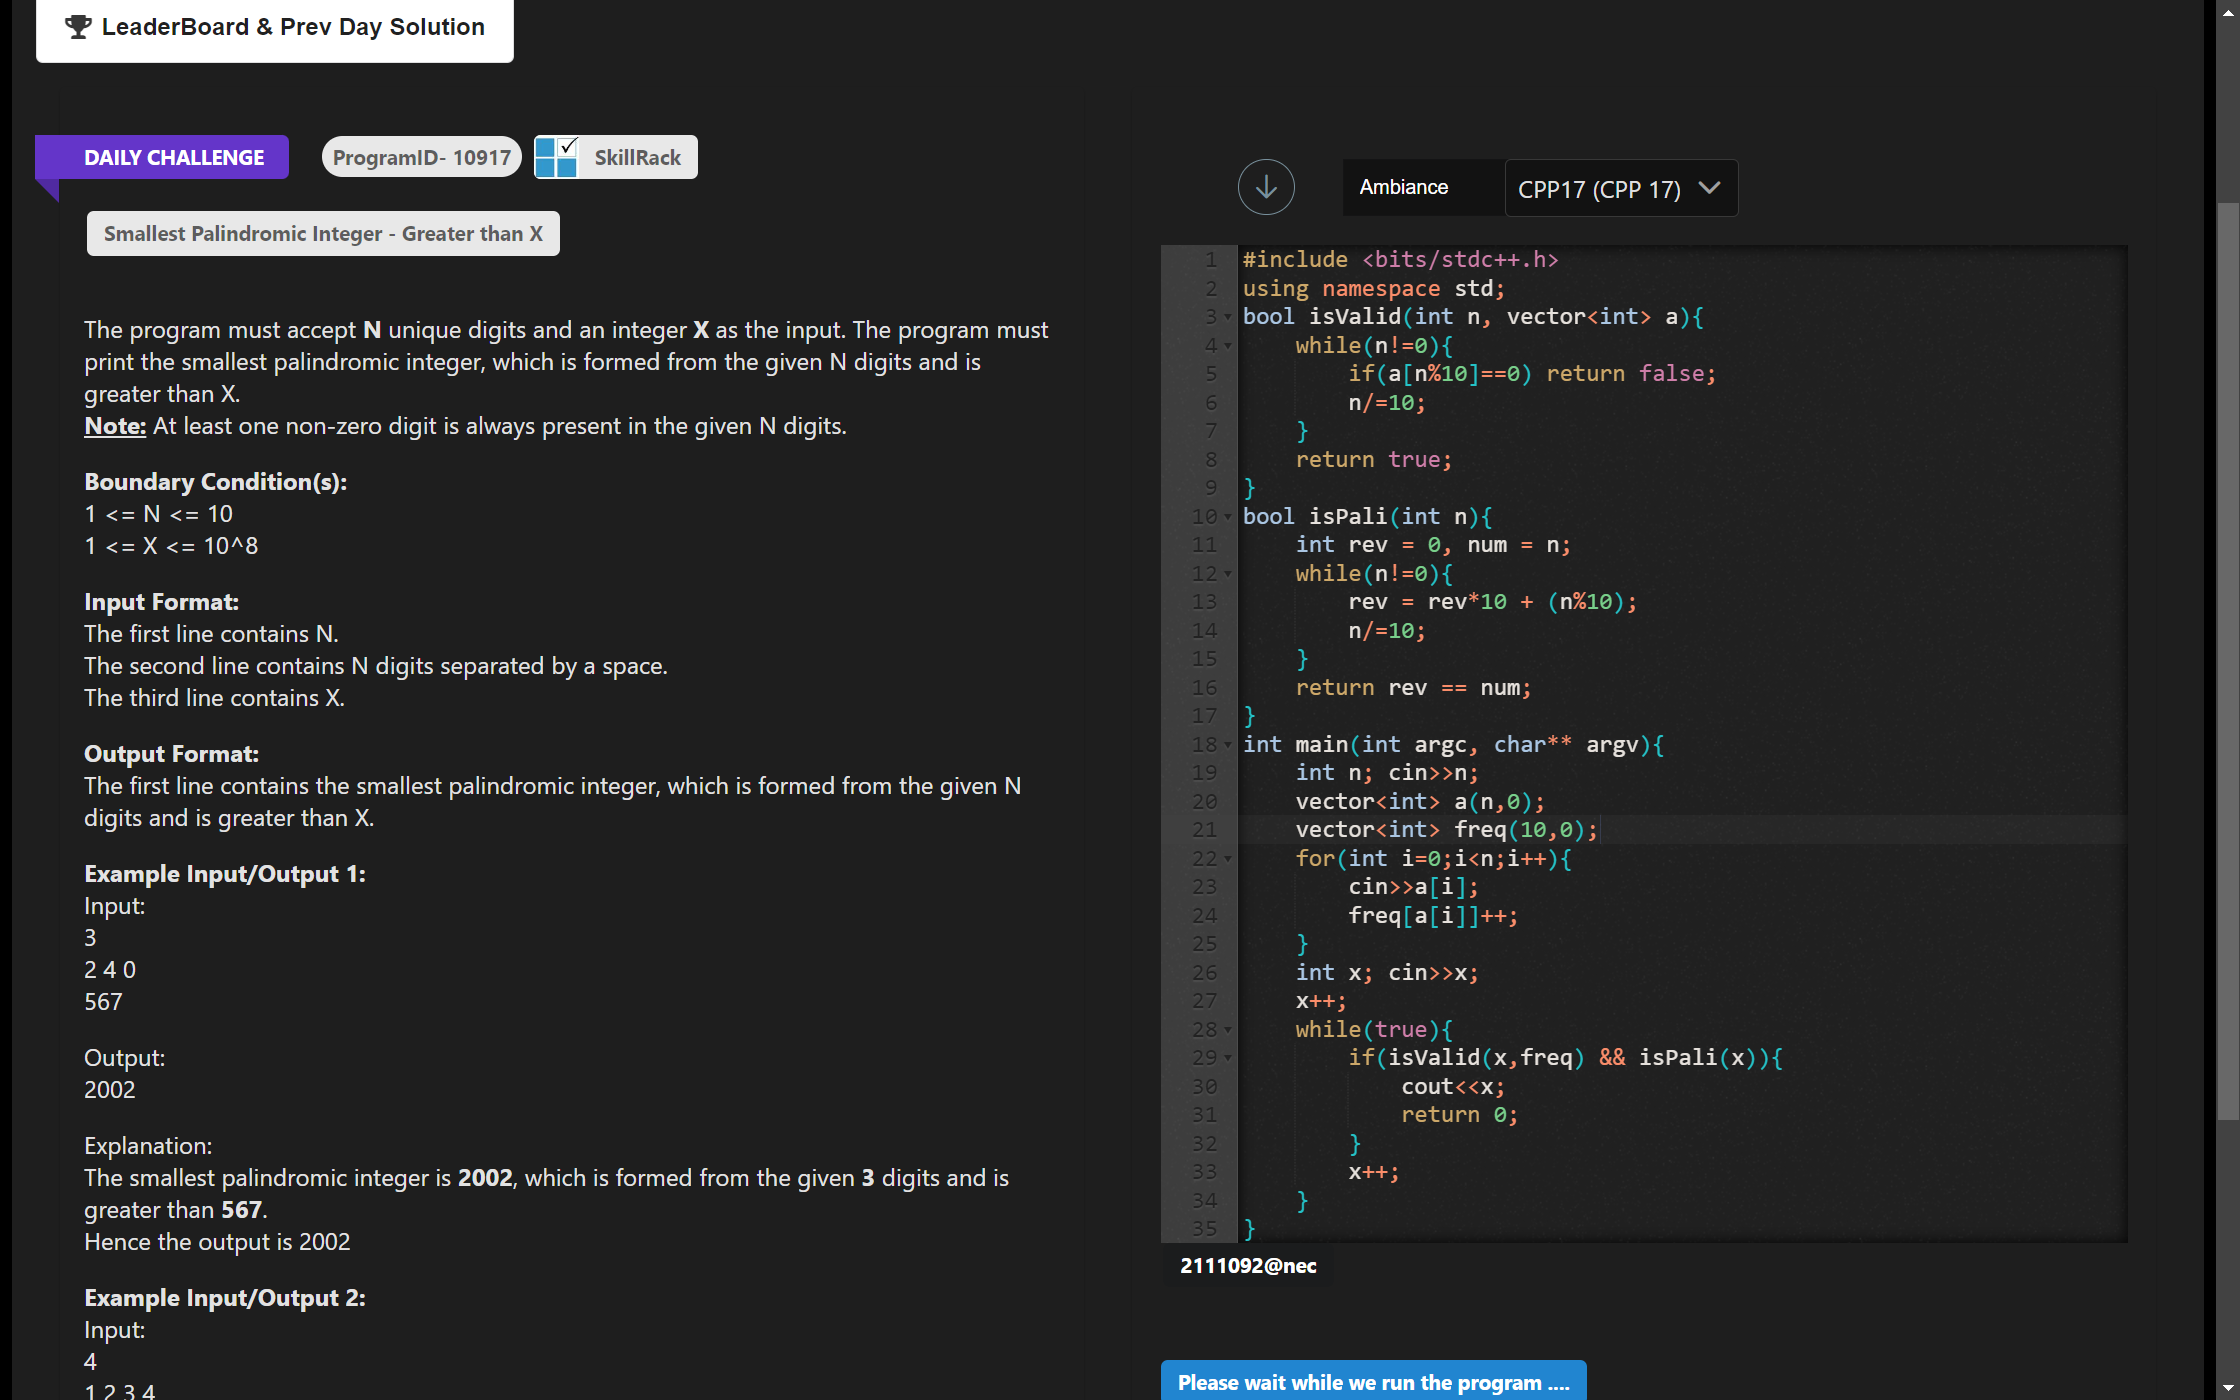 LeaderBoard & Prev Day Solution
DAILY CHALLENGE
ProgramID- 10917
SkillRack
Smallest Palindromic Integer - Greater than X
The program must accept N unique digits and an integer X as the input. The program must
print the smallest palindromic integer, which is formed from the given N digits and is
greater than X.
Note: At least one non-zero digit is always present in the given N digits.
Boundary Condition(s):
1 <= N <= 10
1 <= X <= 10^8
Input Format:
The first line contains N.
The second line contains N digits separated by a space.
The third line contains X.
Output Format:
The first line contains the smallest palindromic integer, which is formed from the given N
digits and is greater than X.
Example Input/Output 1:
Input:
3
2 4 0
567
Output:
2002
Explanation:
The smallest palindromic integer is 2002, which is formed from the given 3 digits and is
greater than 567.
Hence the output is 2002
Example Input/Output 2:
Input:
4
1 2 3 4
Ambiance
CPP17 (CPP 17)
1 #include <bits/stdc++.h>
2 using namespace std;
3 bool isValid(int n, vector<int> a){
4     while(n!=0){
5         if(a[n%10]==0) return false;
6         n/=10;
7     }
8     return true;
9 }
10 bool isPali(int n){
11     int rev = 0, num = n;
12     while(n!=0){
13         rev = rev*10 + (n%10);
14         n/=10;
15     }
16     return rev == num;
17 }
18 int main(int argc, char** argv){
19     int n; cin>>n;
20     vector<int> a(n,0);
21     vector<int> freq(10,0);
22     for(int i=0;i<n;i++){
23         cin>>a[i];
24         freq[a[i]]++;
25     }
26     int x; cin>>x;
27     x++;
28     while(true){
29         if(isValid(x,freq) && isPali(x)){
30             cout<<x;
31             return 0;
32         }
33         x++;
34     }
35 }
2111092@nec
Please wait while we run the program ....